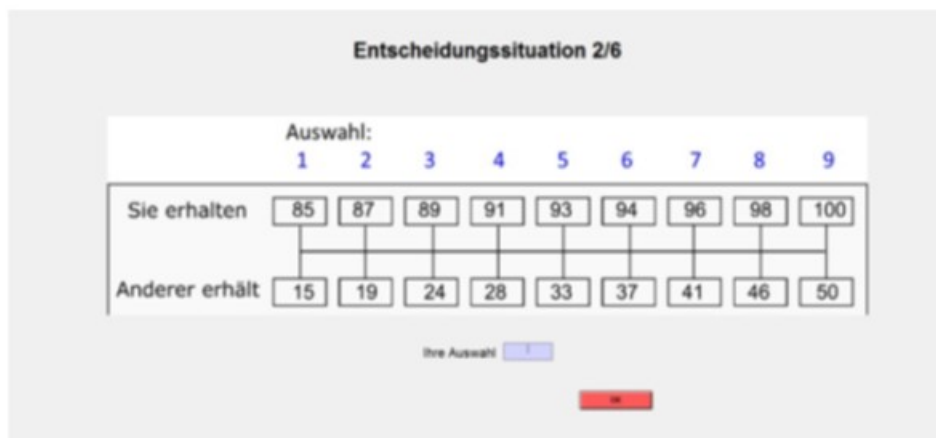 Entscheidungssituation 2/6
Auswahl:
1 2 3 4 5 6 7 8 9
Sie erhalten 85 87 89 91 93 94 96 98 100
Anderer erhält 15 19 24 28 33 37 41 46 50
Ihre Auswahl